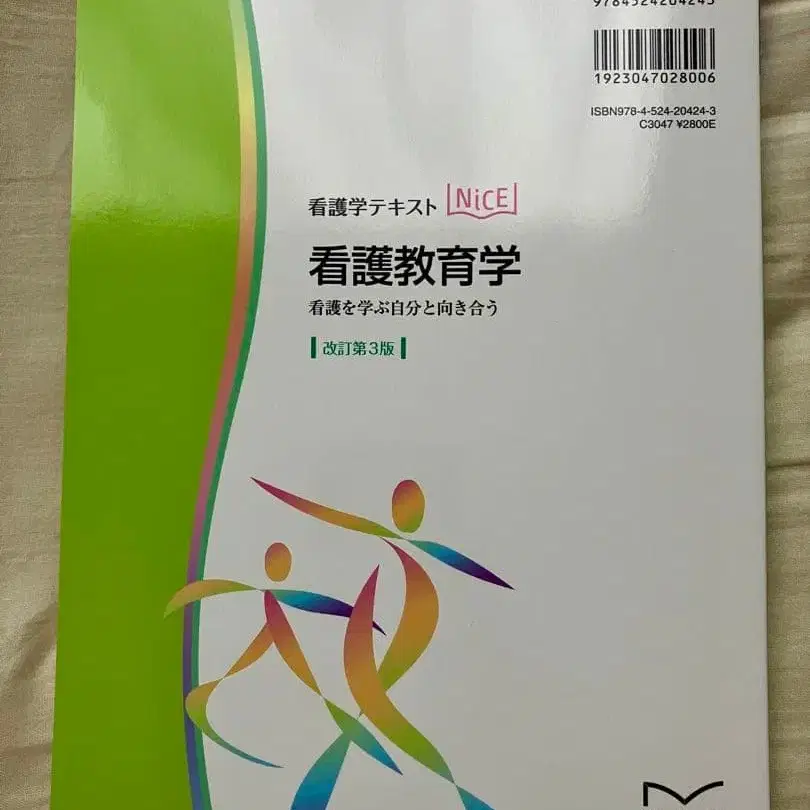 9784524204243
1923047028006
ISBN978-4-524-20424-3
C3047 ¥2800E
看護学テキスト NiCE
看護教育学
看護を学ぶ自分と向き合う
改訂第3版